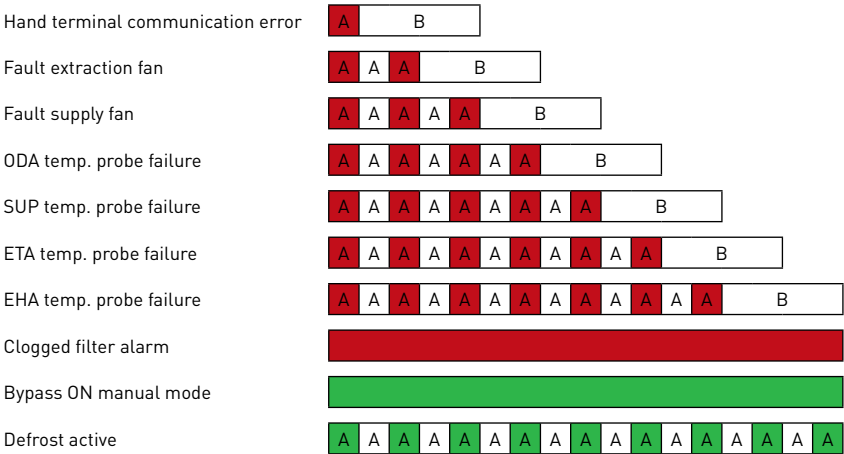 Hand terminal communication error A B
Fault extraction fan A A A B
Fault supply fan A A A A A B
ODA temp. probe failure A A A A A A A B
SUP temp. probe failure A A A A A A A A A B
ETA temp. probe failure A A A A A A A A A A A B
EHA temp. probe failure A A A A A A A A A A A A A B
Clogged filter alarm
Bypass ON manual mode
Defrost active A A A A A A A A A A A A A A A A A